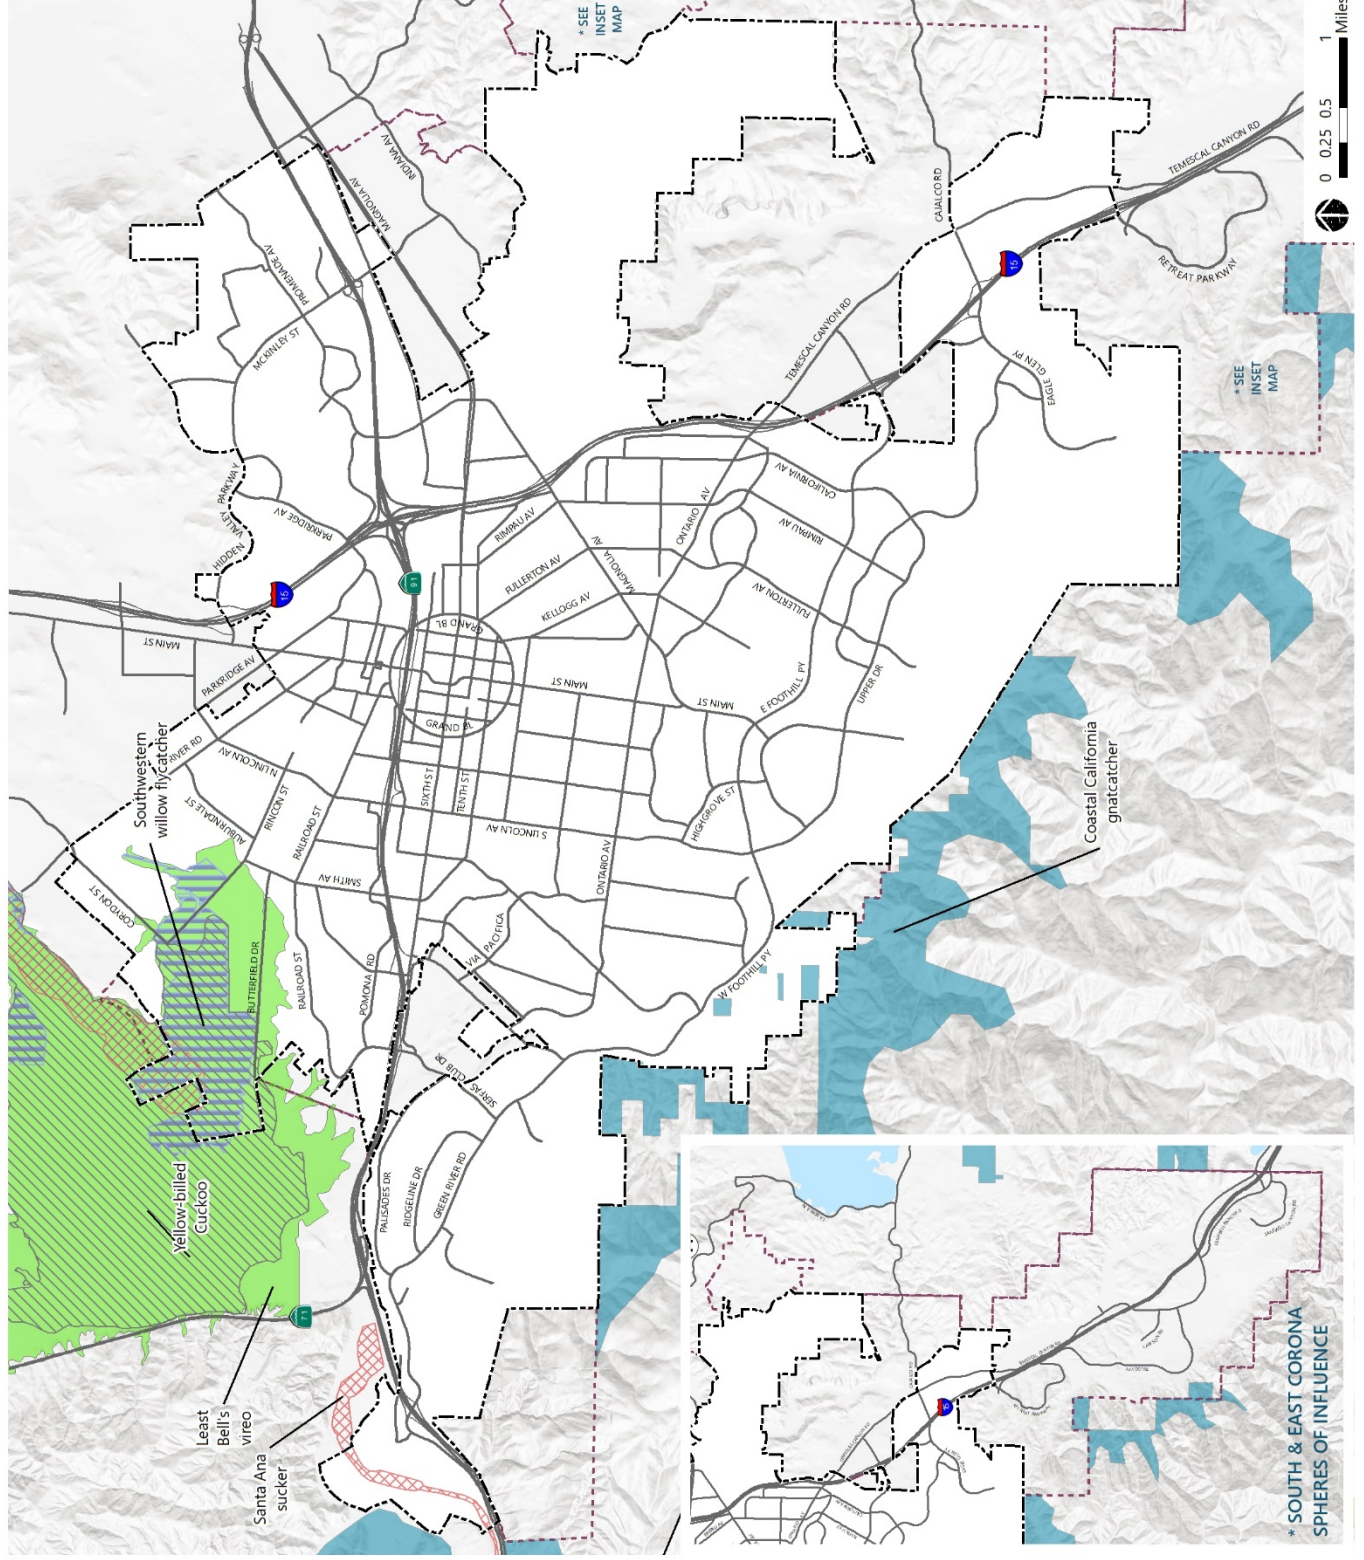 * SEE
INSET
MAP
INDIANA AV
MAGNOLIA AV
PROMENADE AV
MCKINLEY ST
HIDDEN
VALLEY
PARKWAY
PARKRIDGE AV
15
91
MAIN ST
PARKRIDGE AV
RIVER RD
Southwestern
willow flycatcher
N LINCOLN AV
AUBURNDALE ST
RINCON ST
RAILROAD ST
CORYDON ST
SMITH AV
BUTTERFIELD DR
RAILROAD ST
POMONA RD
GRAND BL
GRAND BL
SIXTH ST
TENTH ST
S LINCOLN AV
RIMPAU AV
FULLERTON AV
KELLOGG AV
MAGNOLIA
AV
MAIN ST
MAIN ST
ONTARIO
AV
CALIFORNIA AV
RIMPAU AV
FULLERTON AV
E FOOTHILL PY
UPPER DR
HIGHGROVE ST
ONTARIO AV
VIA
PACIFICA
W FOOTHILL PY
SERFAS
CLUB DR
PALISADES DR
RIDGELINE DR
GREEN RIVER RD
TEMESCAL CANYON RD
CAJALCO RD
15
EAGLE GLEN PY
TEMESCAL CANYON RD
RETREAT PARKWAY
* SEE
INSET
MAP
Coastal California
gnatcatcher
Yellow-billed
Cuckoo
71
Least
Bell's
vireo
Santa Ana
sucker
0 0.25 0.5 1
Miles
15
* SOUTH & EAST CORONA
SPHERES OF INFLUENCE